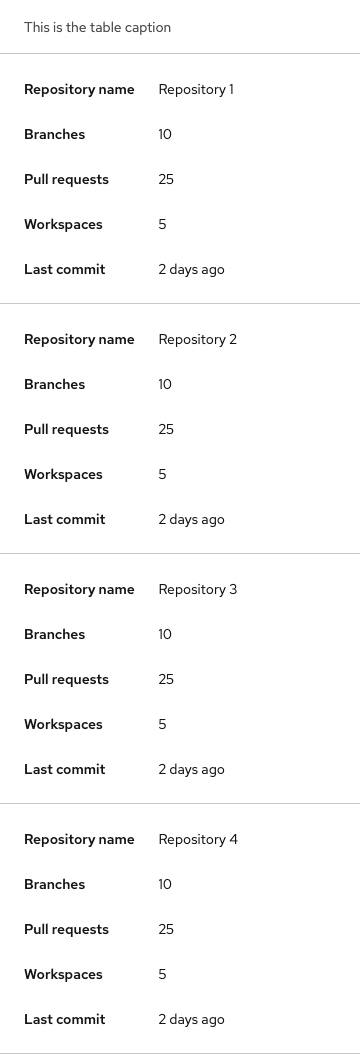 This is the table caption
Repository name Repository 1
Branches 10
Pull requests 25
Workspaces 5
Last commit 2 days ago
Repository name Repository 2
Branches 10
Pull requests 25
Workspaces 5
Last commit 2 days ago
Repository name Repository 3
Branches 10
Pull requests 25
Workspaces 5
Last commit 2 days ago
Repository name Repository 4
Branches 10
Pull requests 25
Workspaces 5
Last commit 2 days ago